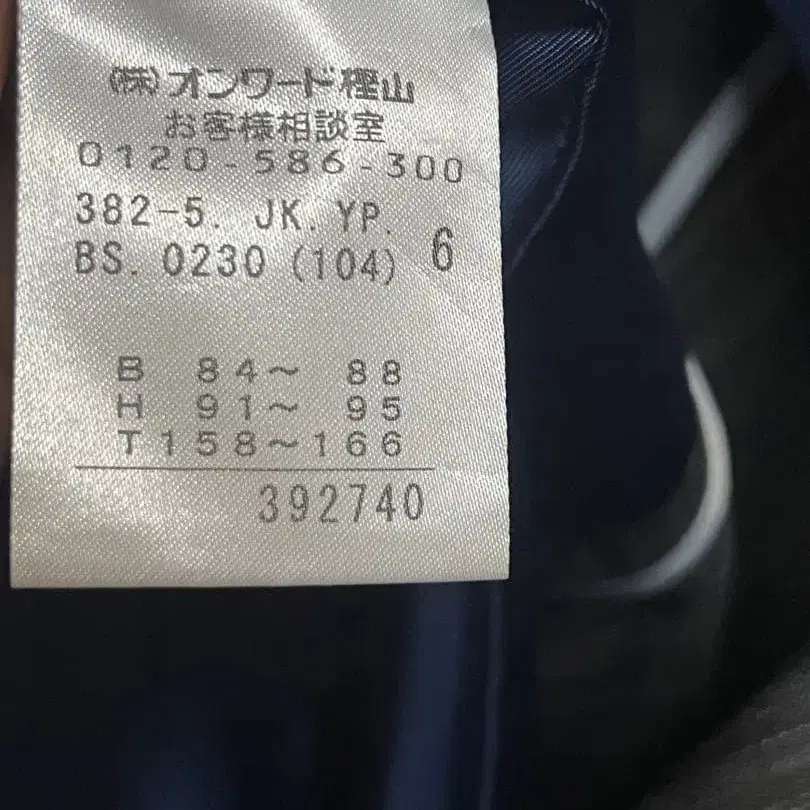 (株)オンワード樫山
お客様相談室
0120-586-300
382-5. JK. YP.
BS. 0230 (104) 6
B 84~ 88
H 91~ 95
T158~166
392740